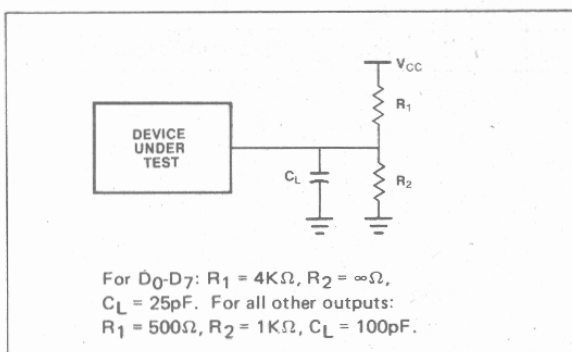 VCC
R1
DEVICE
UNDER
TEST
CL
R2
For D0-D7: R1 = 4KΩ, R2 = ∞Ω,
CL = 25pF. For all other outputs:
R1 = 500Ω, R2 = 1KΩ, CL = 100pF.